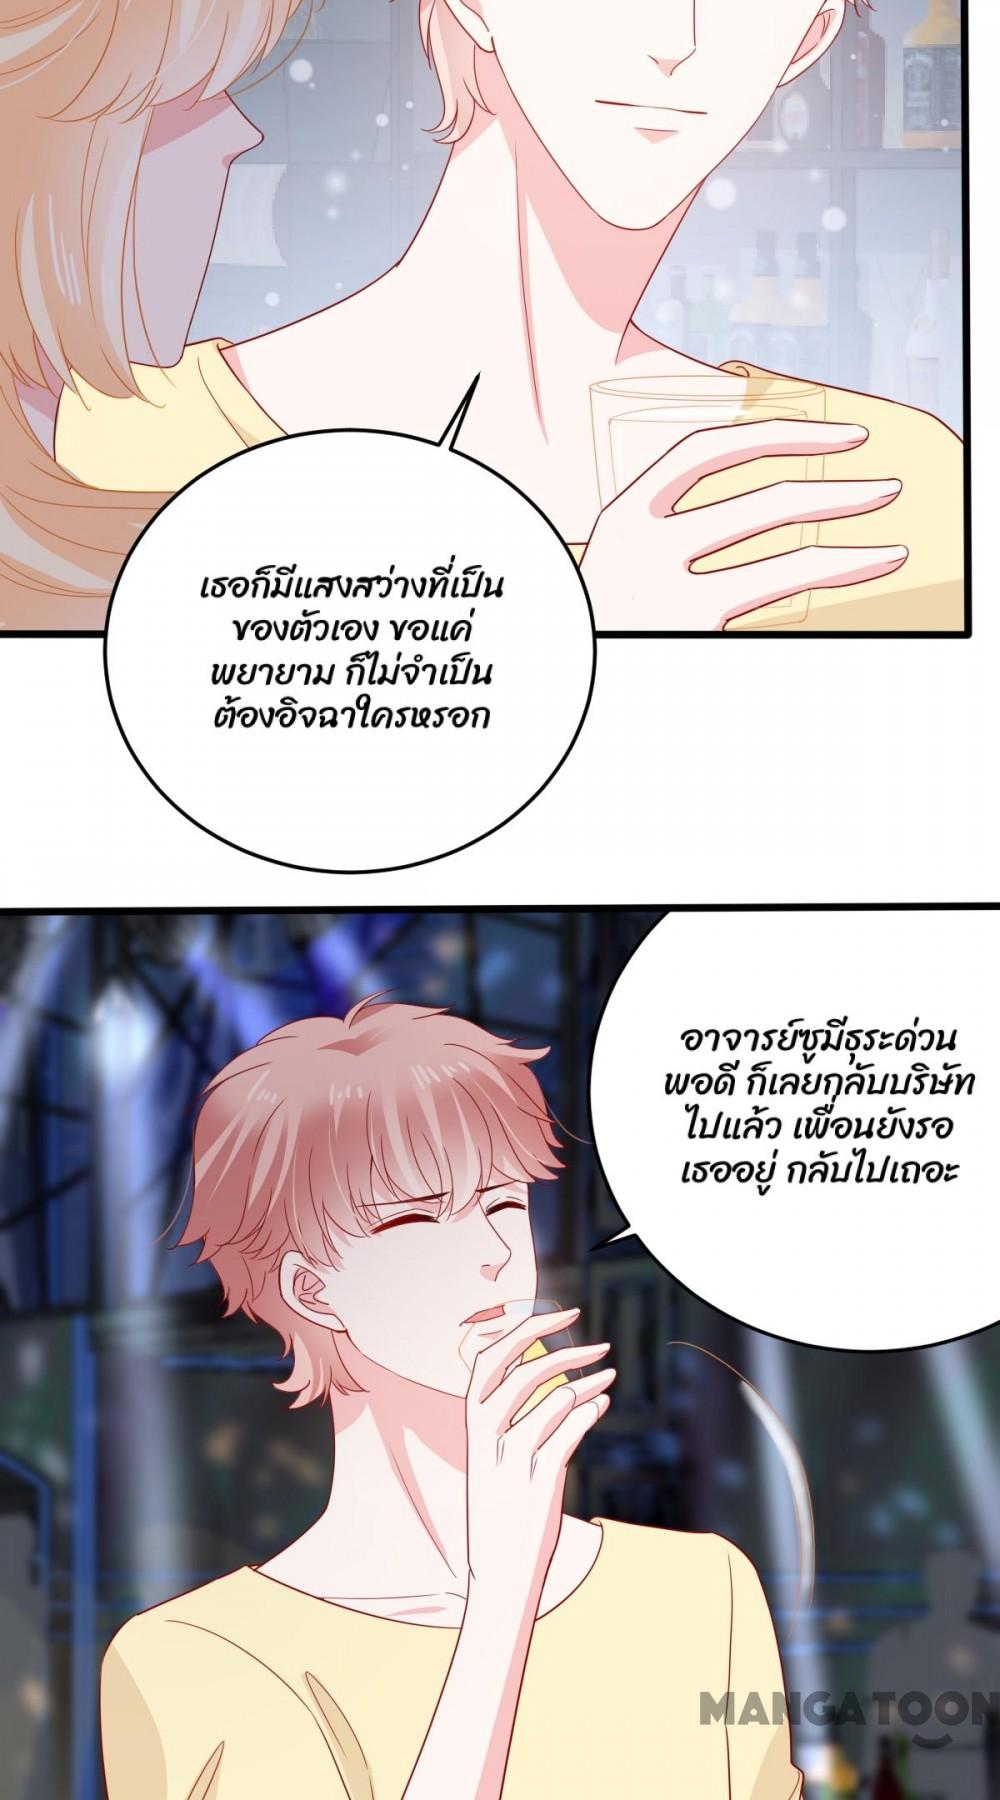 เธอก็มีแสงสว่างที่เป็น
ของตัวเอง ขอแค่
พยายาม ก็ไม่จำเป็น
ต้องอิจฉาใครหรอก
อาจารย์ซูมีธุระด่วน
พอดี ก็เลยกลับบริษัท
ไปแล้ว เพื่อนยังรอ
เธออยู่ กลับไปเถอะ
MANGATOON